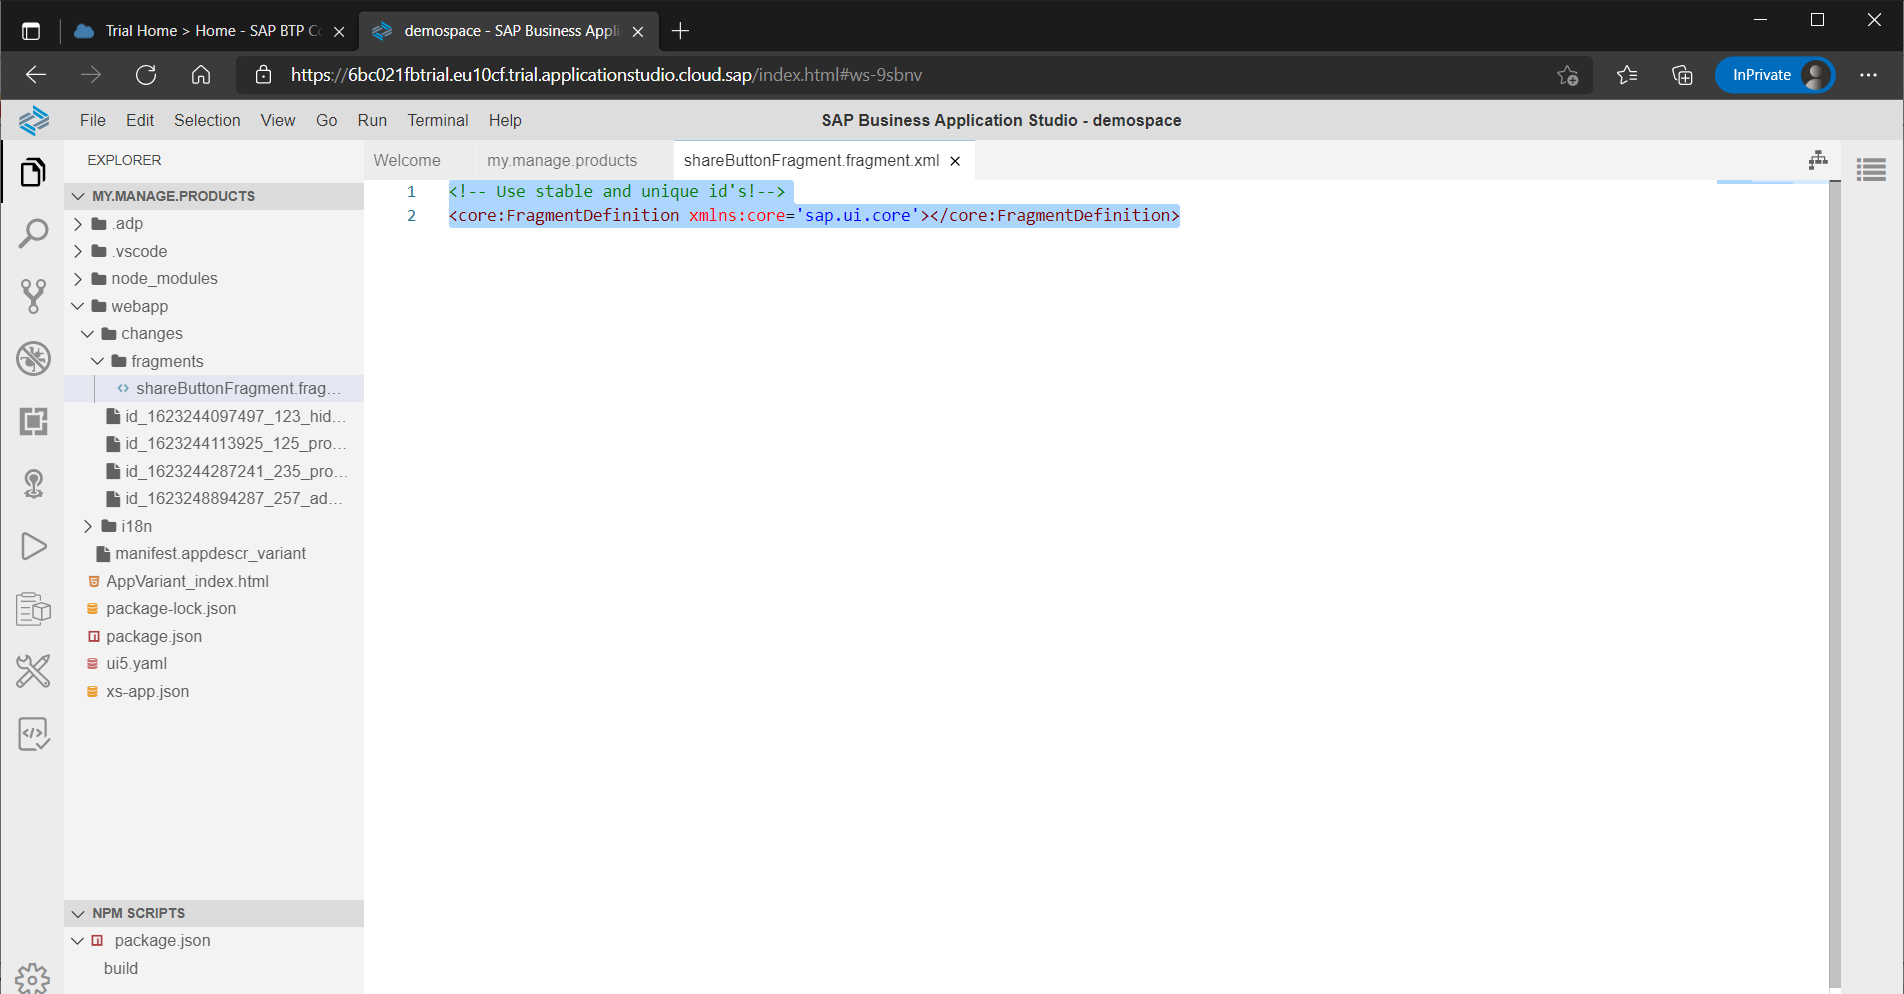 Trial Home > Home - SAP BTP Co
demospace - SAP Business Appli
https://6bc021fbtrial.eu10cf.trial.applicationstudio.cloud.sap/index.html#ws-9sbnv
InPrivate
File Edit Selection View Go Run Terminal Help
SAP Business Application Studio - demospace
EXPLORER
Welcome
my.manage.products
shareButtonFragment.fragment.xml
MY.MANAGE.PRODUCTS
.adp
.vscode
node_modules
webapp
changes
fragments
shareButtonFragment.frag...
id_1623244097497_123_hid...
id_1623244113925_125_pro...
id_1623244287241_235_pro...
id_1623248894287_257_ad...
i18n
manifest.appdescr_variant
AppVariant_index.html
package-lock.json
package.json
ui5.yaml
xs-app.json
NPM SCRIPTS
package.json
build
1 <!-- Use stable and unique id's!-->
2 <core:FragmentDefinition xmlns:core='sap.ui.core'></core:FragmentDefinition>